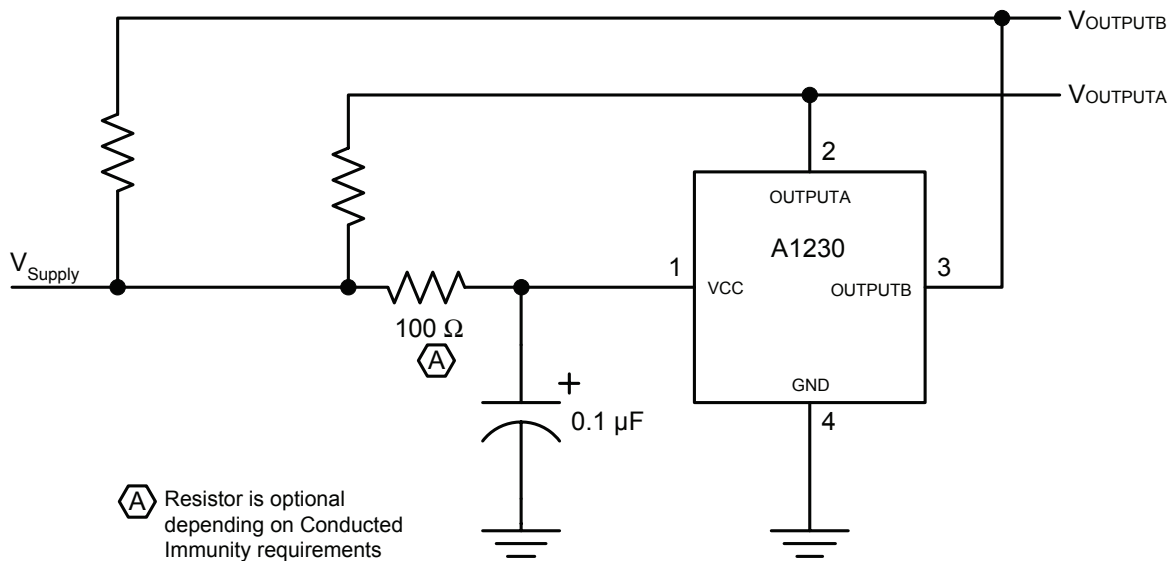 VOUTPUTB
VOUTPUTA
2
OUTPUTA
A1230
VSupply
1
3
VCC
OUTPUTB
100 Ω
A
GND
+
0.1 µF
4
A Resistor is optional
depending on Conducted
Immunity requirements